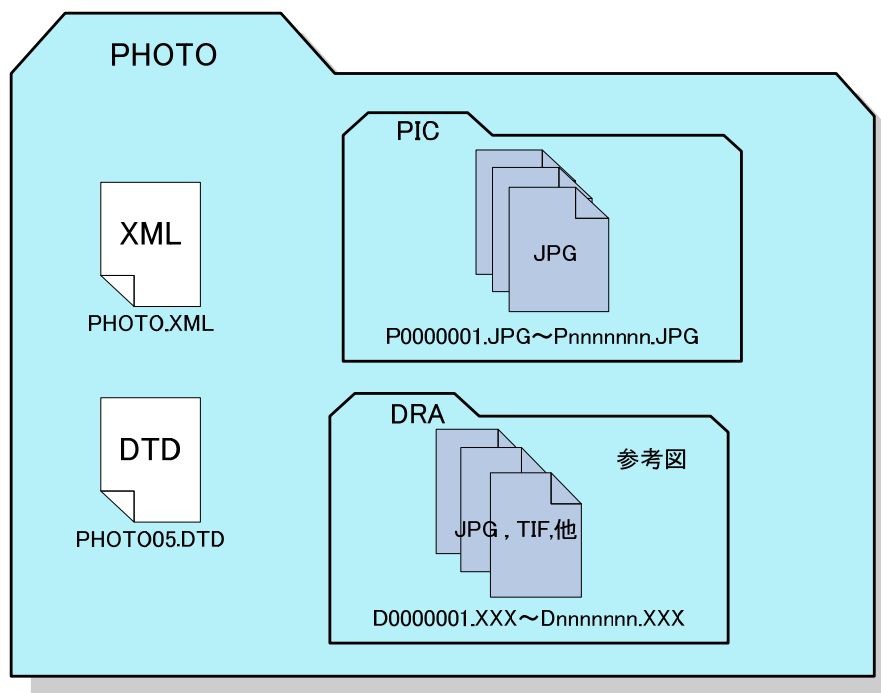 PHOTO
PIC
XML
JPG
PHOTO.XML
P0000001.JPG～Pnnnnnnn.JPG
DRA
DTD
参考図
JPG , TIF,他
PHOTO05.DTD
D0000001.XXX～Dnnnnnnn.XXX